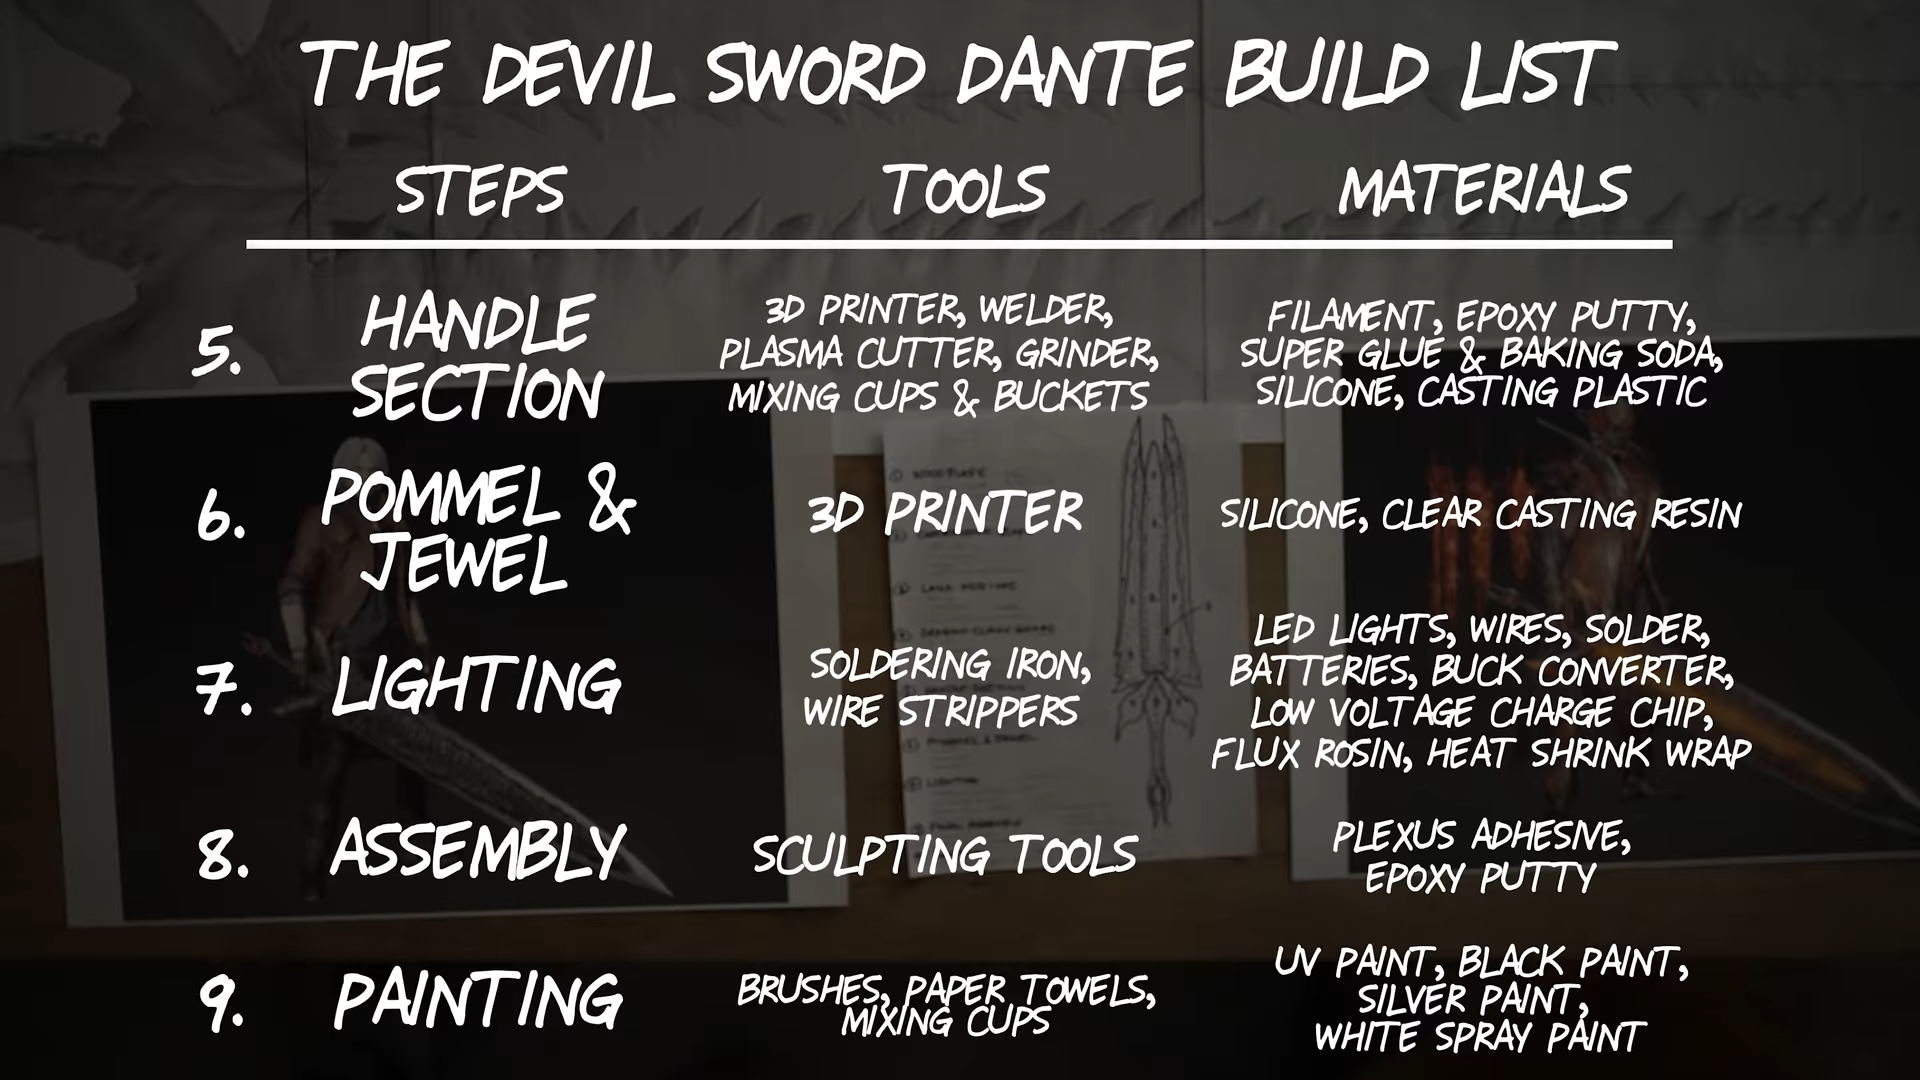 THE DEVIL SWORD DANTE BUILD LIST
STEPS
TOOLS
MATERIALS
5.
HANDLE
SECTION
3D PRINTER, WELDER,
PLASMA CUTTER, GRINDER,
MIXING CUPS & BUCKETS
FILAMENT, EPOXY PUTTY,
SUPER GLUE & BAKING SODA,
SILICONE, CASTING PLASTIC
6.
POMMEL &
JEWEL
3D PRINTER
SILICONE, CLEAR CASTING RESIN
7.
LIGHTING
SOLDERING IRON,
WIRE STRIPPERS
LED LIGHTS, WIRES, SOLDER,
BATTERIES, BUCK CONVERTER,
LOW VOLTAGE CHARGE CHIP,
FLUX ROSIN, HEAT SHRINK WRAP
8.
ASSEMBLY
SCULPTING TOOLS
PLEXUS ADHESIVE,
EPOXY PUTTY
9.
PAINTING
BRUSHES, PAPER TOWELS,
MIXING CUPS
UV PAINT, BLACK PAINT,
SILVER PAINT,
WHITE SPRAY PAINT